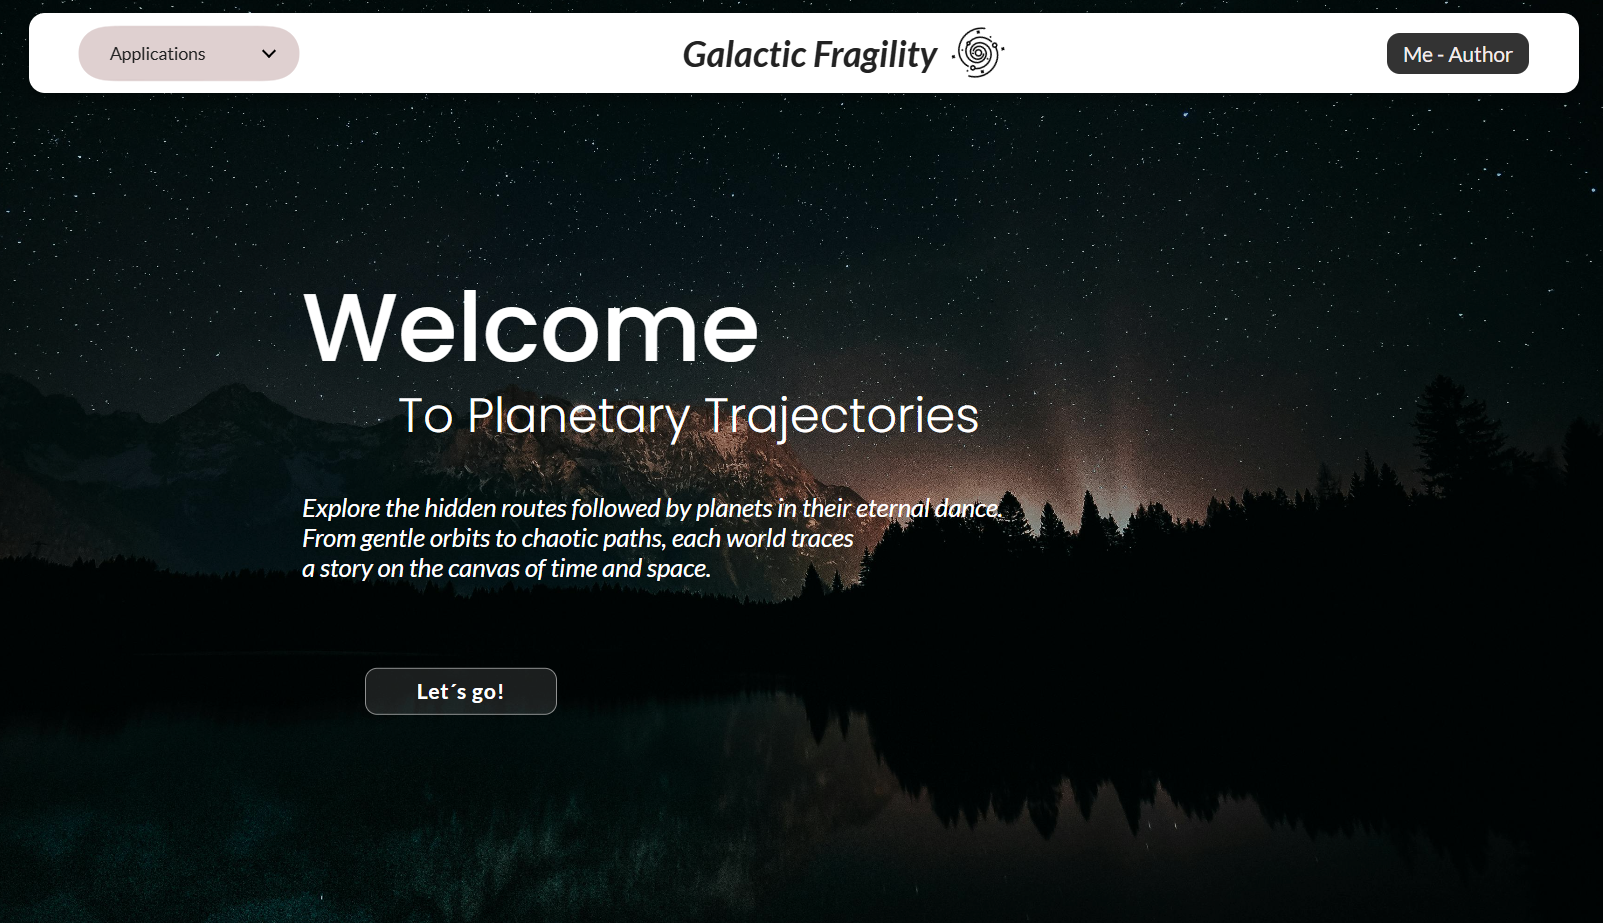 Applications
Galactic Fragility
Me - Author
Welcome
To Planetary Trajectories
Explore the hidden routes followed by planets in their eternal dance.
From gentle orbits to chaotic paths, each world traces
a story on the canvas of time and space.
Let´s go!